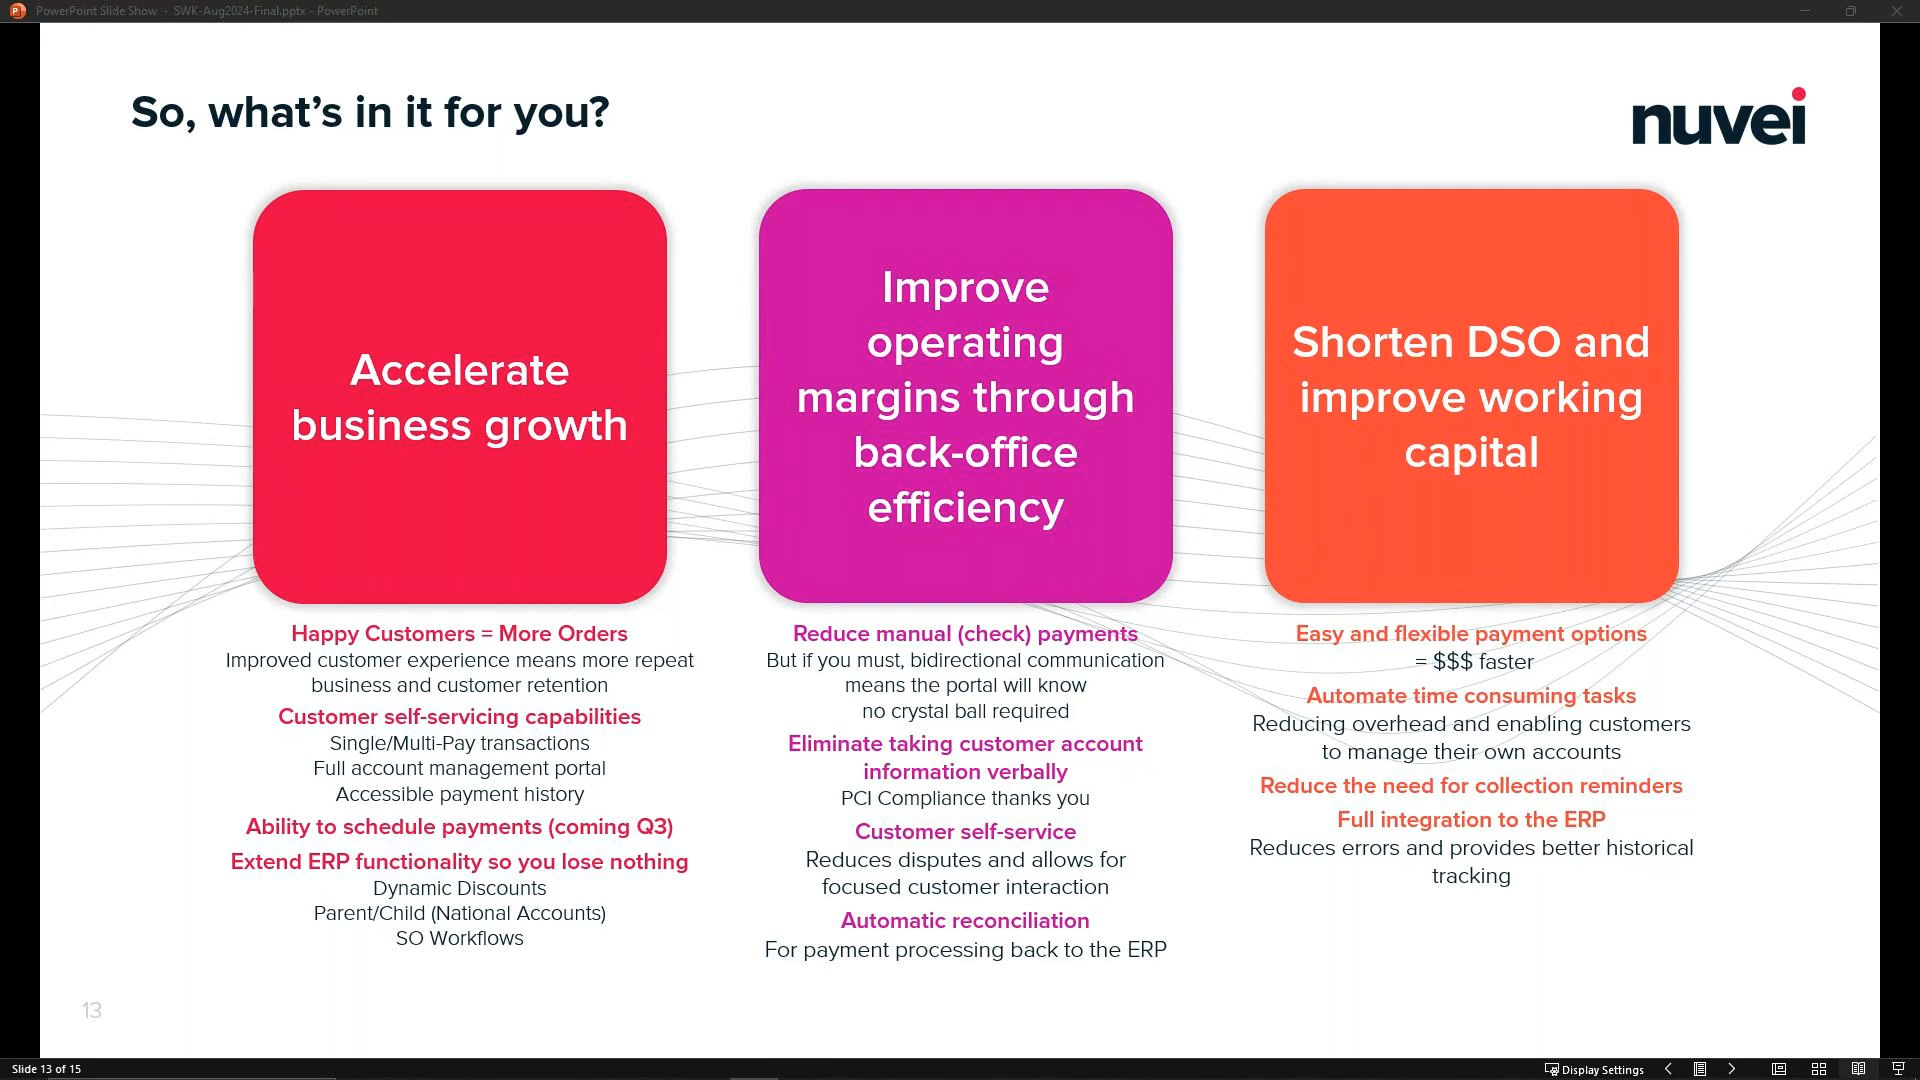 PowerPoint Slide Show - SWK-Aug2024-Final.pptx - PowerPoint
So, what's in it for you?
nuvei
Accelerate
business growth
Happy Customers = More Orders
Improved customer experience means more repeat
business and customer retention
Customer self-servicing capabilities
Single/Multi-Pay transactions
Full account management portal
Accessible payment history
Ability to schedule payments (coming Q3)
Extend ERP functionality so you lose nothing
Dynamic Discounts
Parent/Child (National Accounts)
SO Workflows
Improve
operating
margins through
back-office
efficiency
Reduce manual (check) payments
But if you must, bidirectional communication
means the portal will know
no crystal ball required
Eliminate taking customer account
information verbally
PCI Compliance thanks you
Customer self-service
Reduces disputes and allows for
focused customer interaction
Automatic reconciliation
For payment processing back to the ERP
Shorten DSO and
improve working
capital
Easy and flexible payment options
= $$$ faster
Automate time consuming tasks
Reducing overhead and enabling customers
to manage their own accounts
Reduce the need for collection reminders
Full integration to the ERP
Reduces errors and provides better historical
tracking
13
Slide 13 of 15
Display Settings